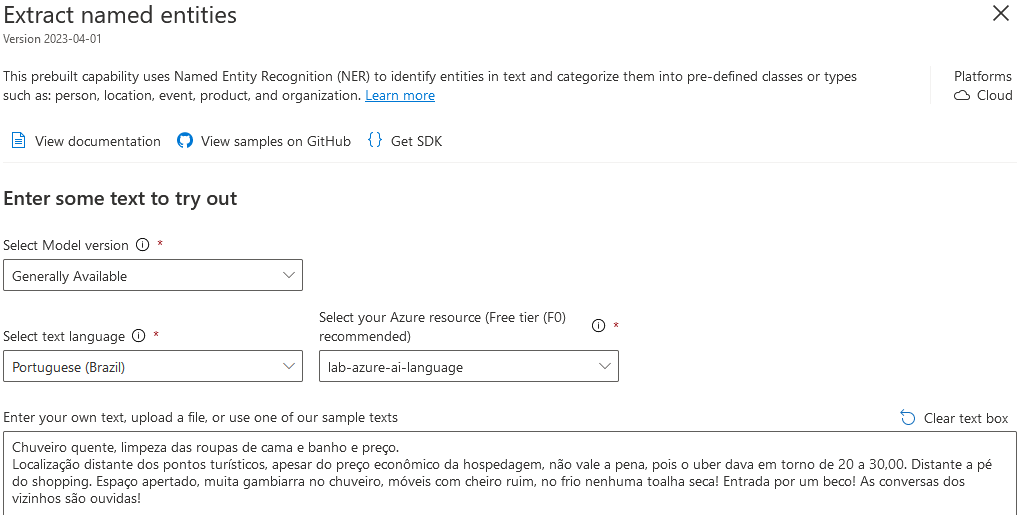 Extract named entities
Version 2023-04-01
This prebuilt capability uses Named Entity Recognition (NER) to identify entities in text and categorize them into pre-defined classes or types
such as: person, location, event, product, and organization. Learn more
Platforms
Cloud
View documentation
View samples on GitHub
Get SDK
Enter some text to try out
Select Model version *
Generally Available
Select text language *
Portuguese (Brazil)
Select your Azure resource (Free tier (F0)
recommended) *
lab-azure-ai-language
Enter your own text, upload a file, or use one of our sample texts
Clear text box
Chuveiro quente, limpeza das roupas de cama e banho e preço.
Localização distante dos pontos turísticos, apesar do preço econômico da hospedagem, não vale a pena, pois o uber dava em torno de 20 a 30,00. Distante a pé
do shopping. Espaço apertado, muita gambiarra no chuveiro, móveis com cheiro ruim, no frio nenhuma toalha seca! Entrada por um beco! As conversas dos
vizinhos são ouvidas!